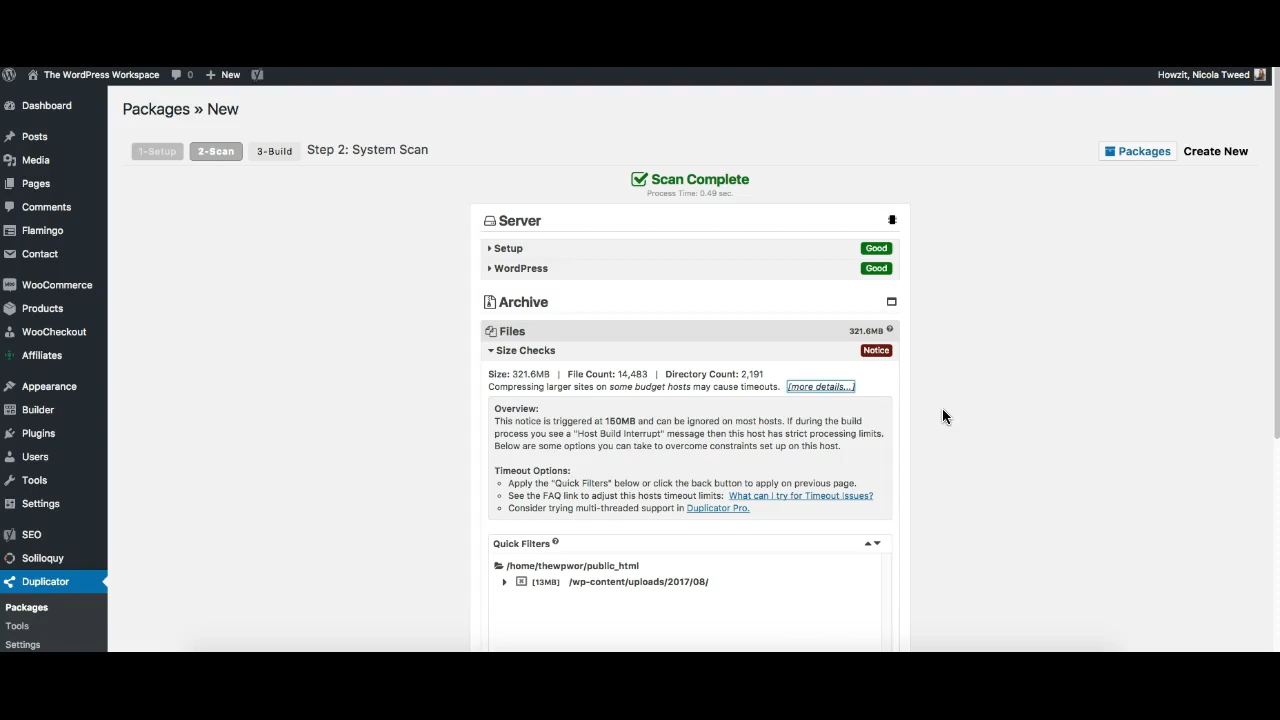 The WordPress Workspace 0 New Howzit, Nicola Tweed
Dashboard
Posts
Media
Pages
Comments
Flamingo
Contact
WooCommerce
Products
WooCheckout
Affiliates
Appearance
Builder
Plugins
Users
Tools
Settings
SEO
Soliloquy
Duplicator
Packages
Tools
Settings
Packages » New
1-Setup 2-Scan 3-Build Step 2: System Scan Packages Create New
Scan Complete
Process Time: 0.49 sec.
Server
Setup Good
WordPress Good
Archive
Files 321.6MB
Size Checks Notice
Size: 321.6MB | File Count: 14,483 | Directory Count: 2,191
Compressing larger sites on some budget hosts may cause timeouts. [more details...]
Overview:
This notice is triggered at 150MB and can be ignored on most hosts. If during the build
process you see a "Host Build Interrupt" message then this host has strict processing limits.
Below are some options you can take to overcome constraints set up on this host.
Timeout Options:
Apply the "Quick Filters" below or click the back button to apply on previous page.
See the FAQ link to adjust this hosts timeout limits: What can I try for Timeout Issues?
Consider trying multi-threaded support in Duplicator Pro.
Quick Filters
/home/thewpwor/public_html
[13MB] /wp-content/uploads/2017/08/